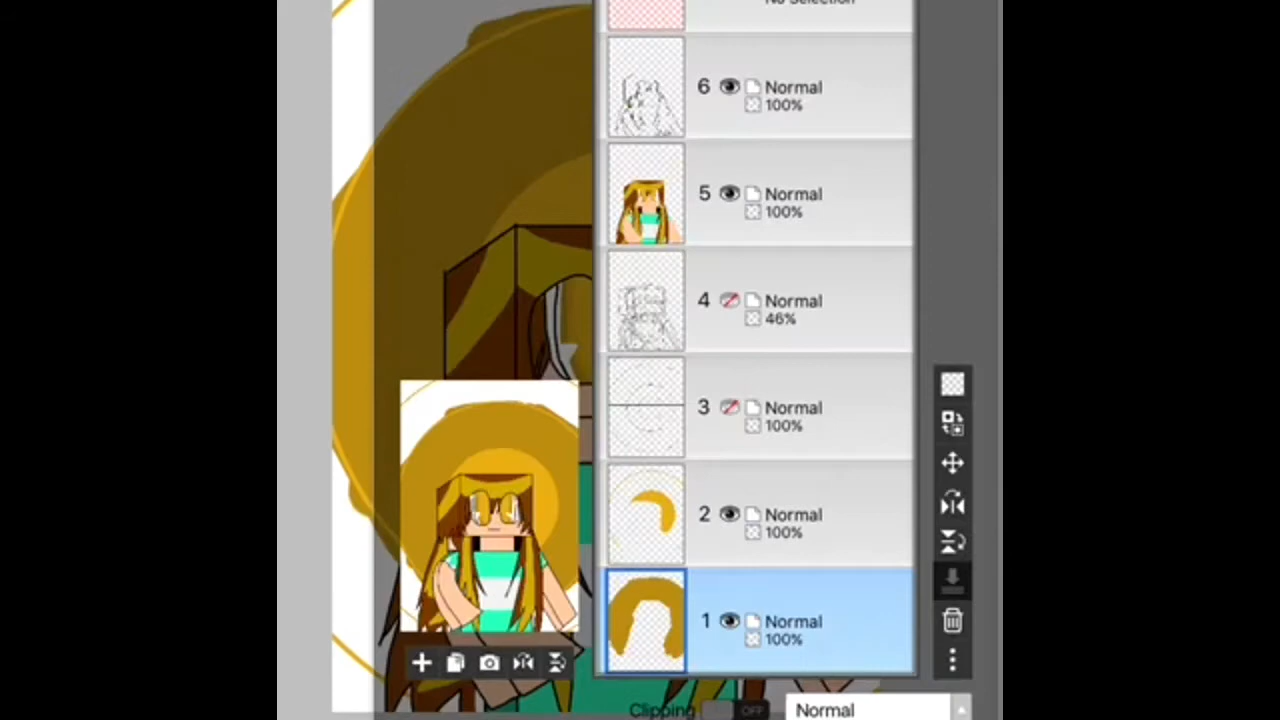 No Selection
6 Normal
100%
5 Normal
100%
4 Normal
46%
3 Normal
100%
2 Normal
100%
1 Normal
100%
Clipping OFF Normal